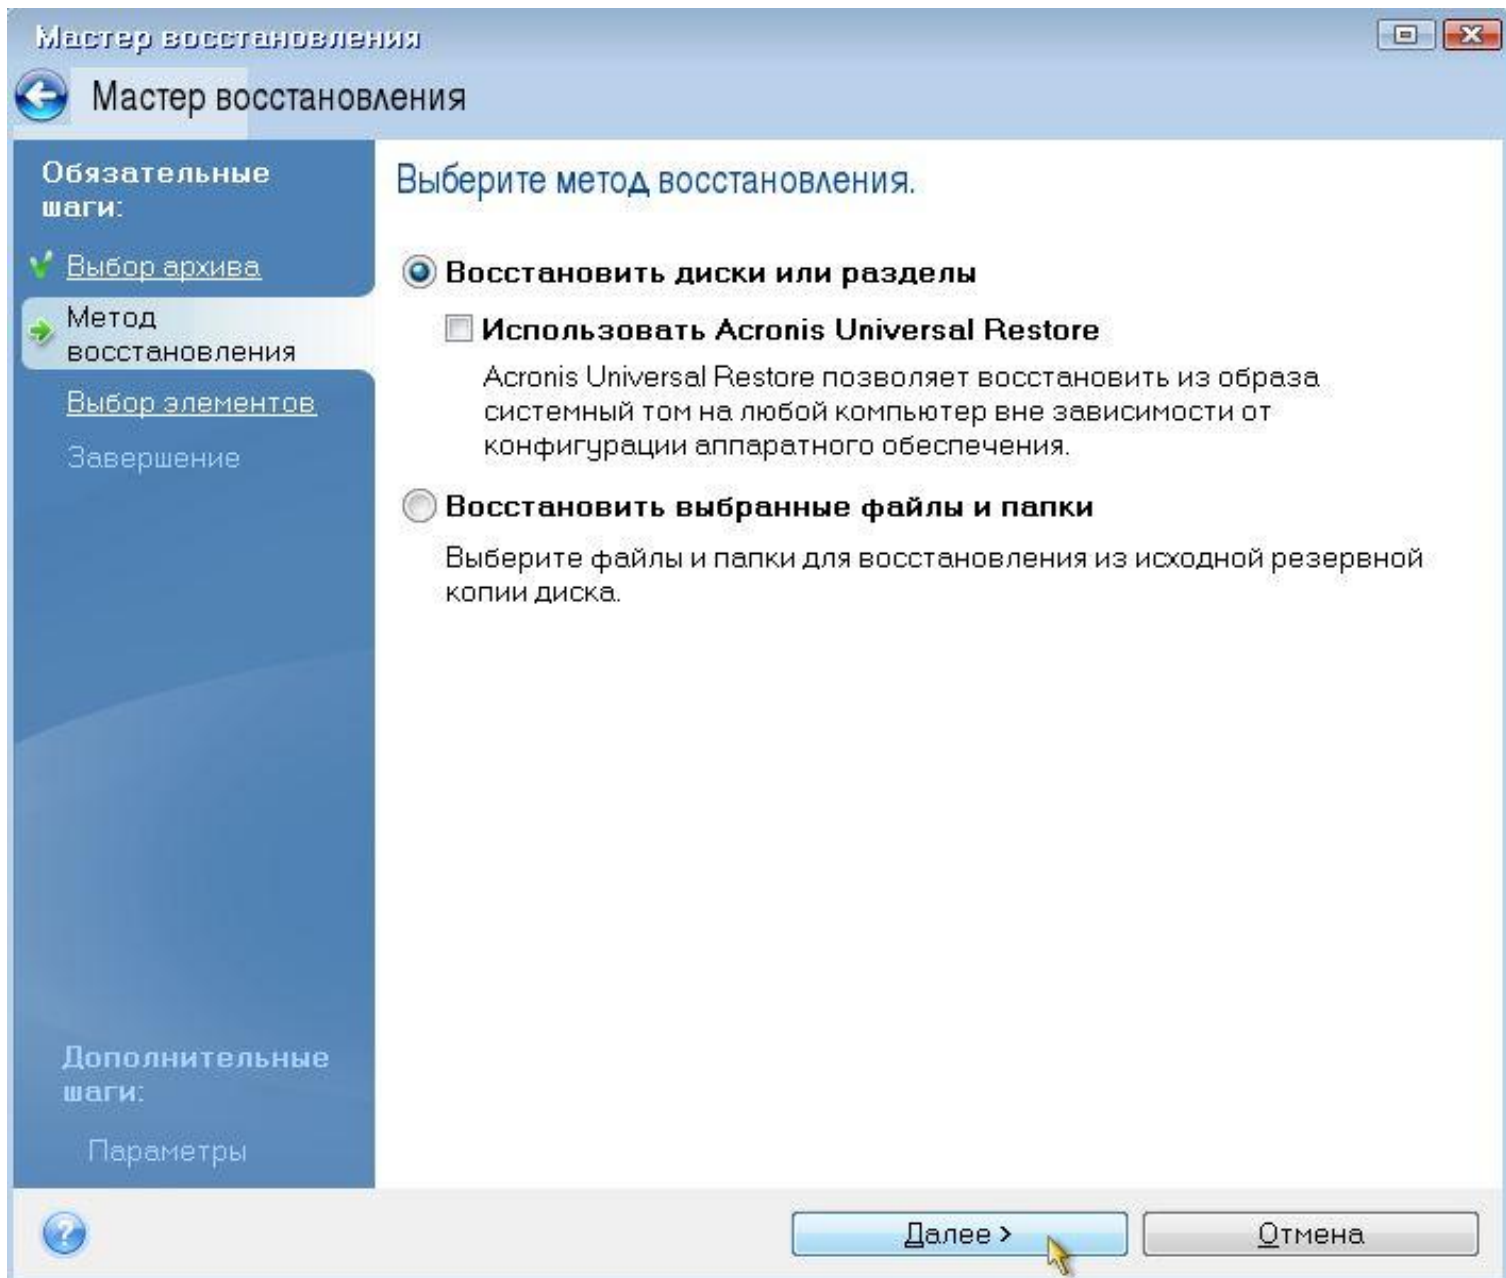 Мастер восстановления
Мастер восстановления
Обязательные
шаги:
Выбор архива
Метод
восстановления
Выбор элементов
Завершение
Дополнительные
шаги:
Параметры
Выберите метод восстановления.
Восстановить диски или разделы
Использовать Acronis Universal Restore
Acronis Universal Restore позволяет восстановить из образа
системный том на любой компьютер вне зависимости от
конфигурации аппаратного обеспечения.
Восстановить выбранные файлы и папки
Выберите файлы и папки для восстановления из исходной резервной
копии диска.
Далее >
Отмена